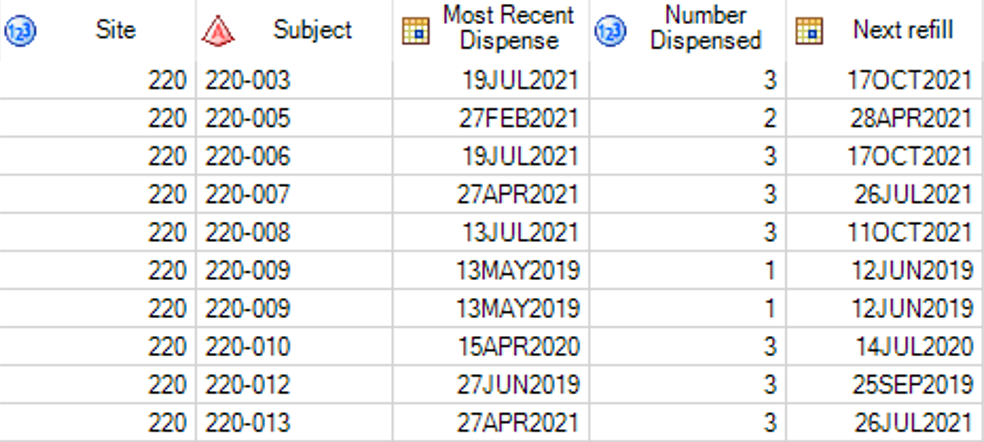 Site Subject Most Recent Dispense Number Dispensed Next refill
220 220-003 19JUL2021 3 17OCT2021
220 220-005 27FEB2021 2 28APR2021
220 220-006 19JUL2021 3 17OCT2021
220 220-007 27APR2021 3 26JUL2021
220 220-008 13JUL2021 3 11OCT2021
220 220-009 13MAY2019 1 12JUN2019
220 220-009 13MAY2019 1 12JUN2019
220 220-010 15APR2020 3 14JUL2020
220 220-012 27JUN2019 3 25SEP2019
220 220-013 27APR2021 3 26JUL2021